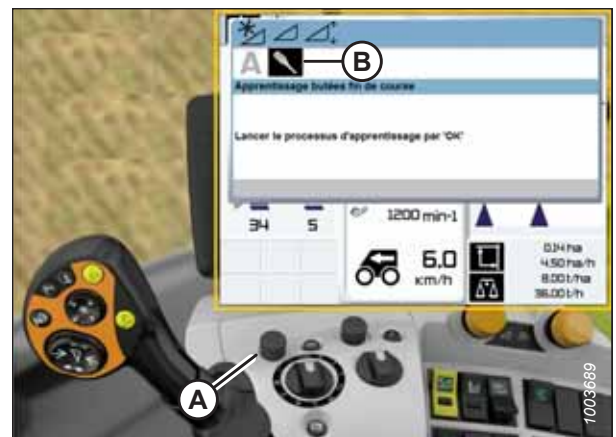 A
B
Apprentissage butées fin de course
Lancer le processus d'apprentissage par 'OK'
34
5
1200 min-1
6.0
km/h
0.14 ha
4.50 ha/h
8.00 t/ha
36.00 t/h
A
1003689